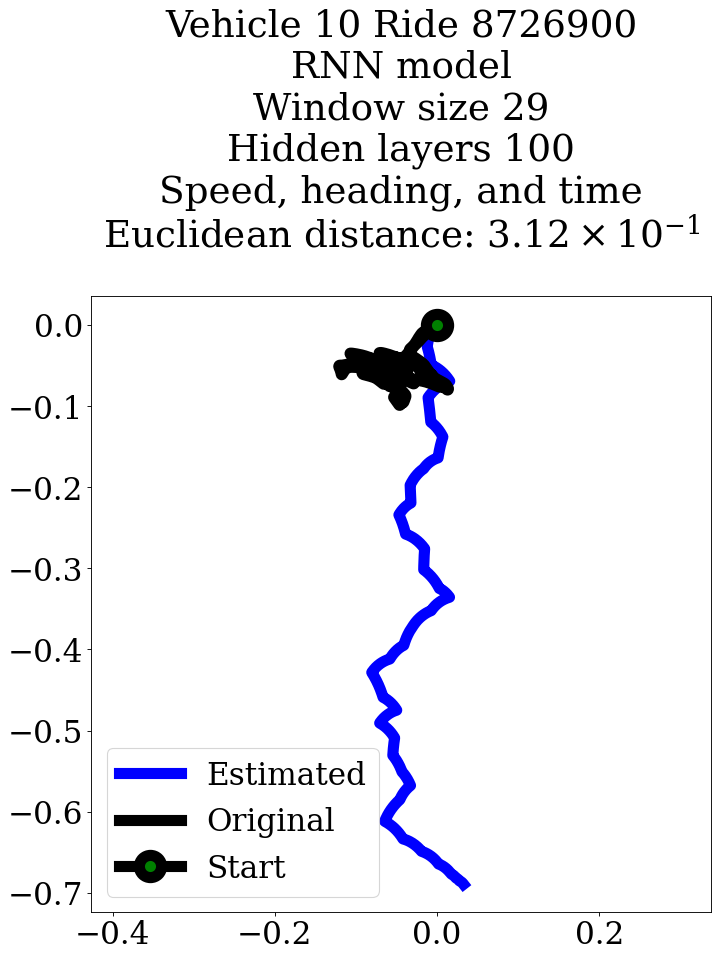 Vehicle 10 Ride 8726900
RNN model
Window size 29
Hidden layers 100
Speed, heading, and time
Euclidean distance: 3.12 × 10⁻¹
0.0
−0.1
−0.2
−0.3
−0.4
−0.5
−0.6
−0.7
Estimated
Original
Start
−0.4 −0.2 0.0 0.2